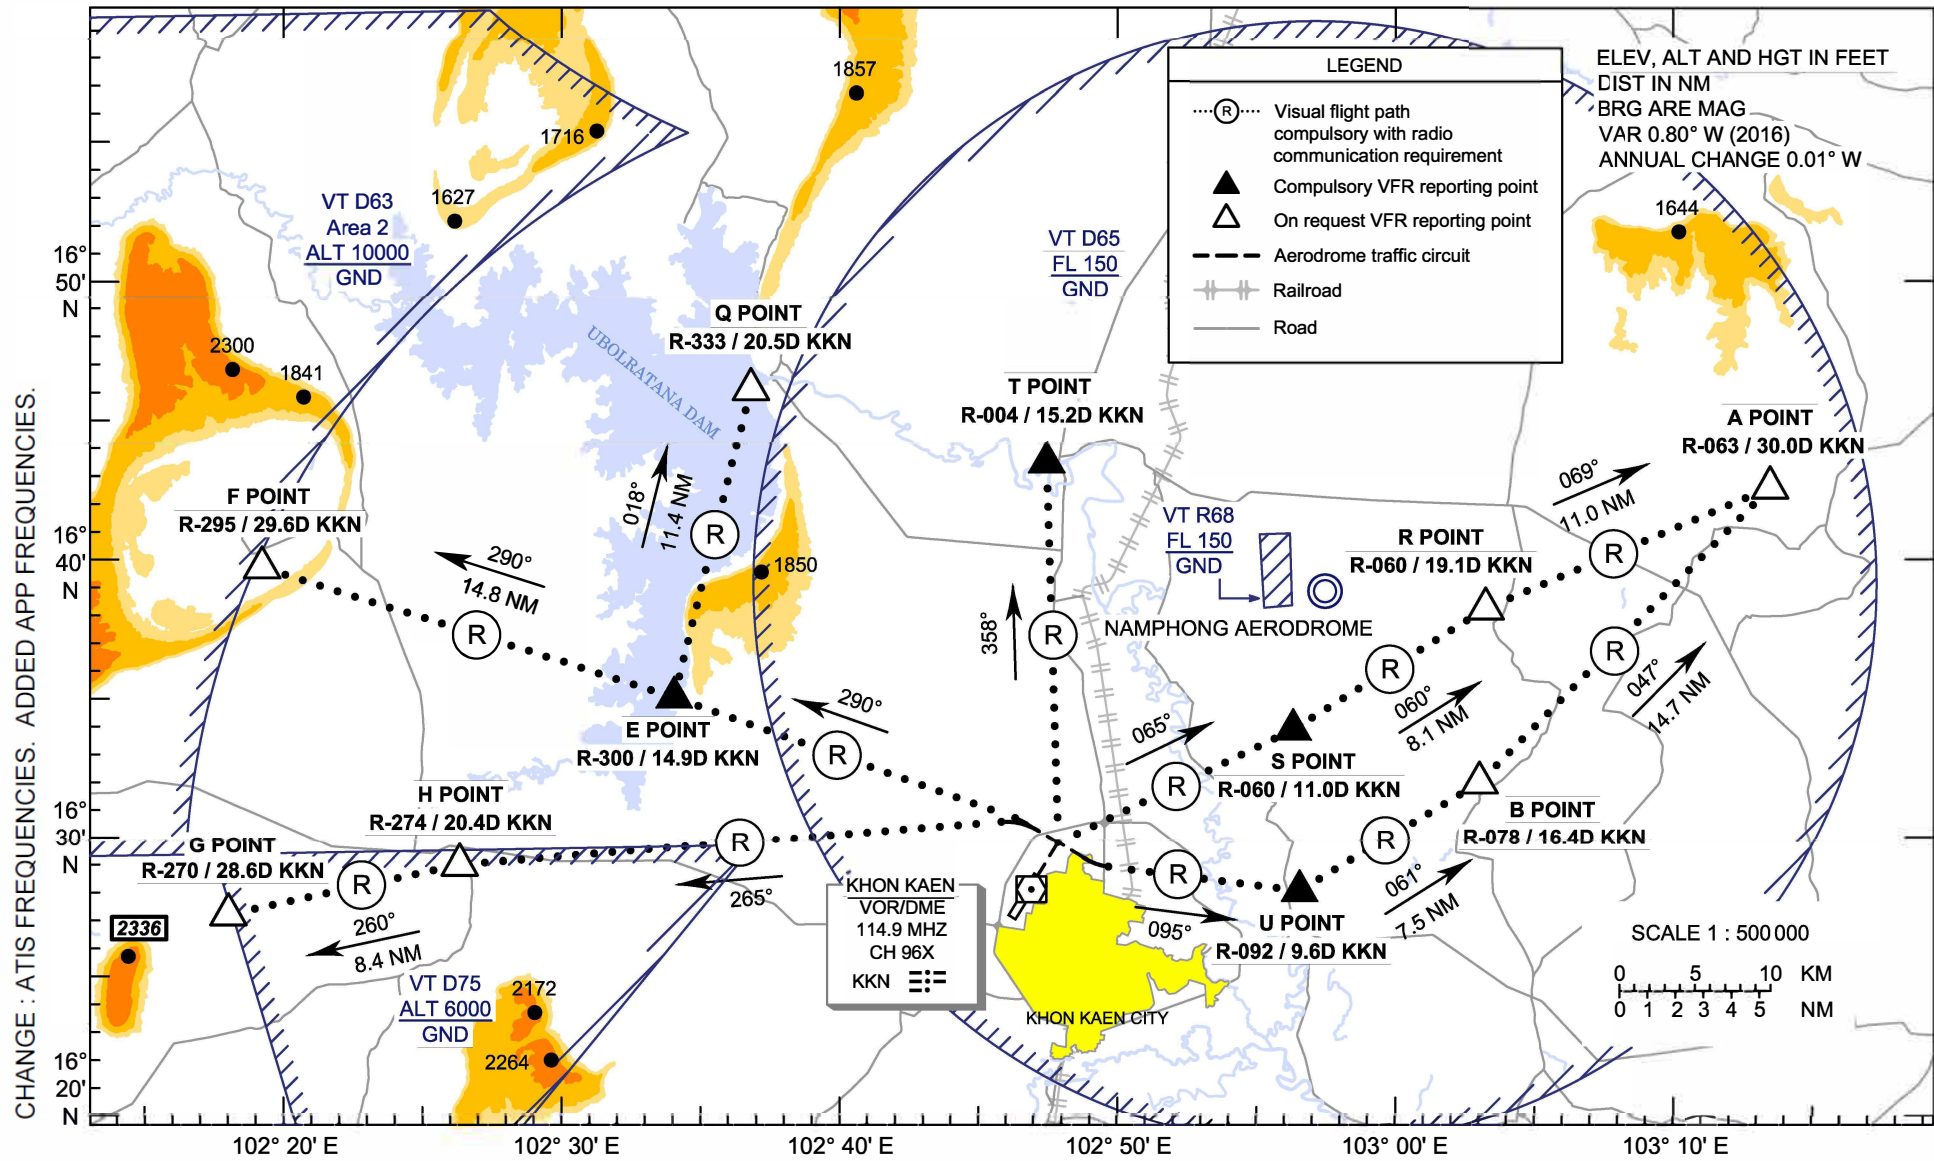 CHANGE : ATIS FREQUENCIES. ADDED APP FREQUENCIES.
ELEV, ALT AND HGT IN FEET
DIST IN NM
BRG ARE MAG
VAR 0.80° W (2016)
ANNUAL CHANGE 0.01° W
LEGEND
R
Visual flight path
compulsory with radio
communication requirement
Compulsory VFR reporting point
On request VFR reporting point
Aerodrome traffic circuit
Railroad
Road
1857
1716
1627
1644
VT D63
Area 2
ALT 10000
GND
VT D65
FL 150
GND
16°
50'
N
2300
1841
Q POINT
R-333 / 20.5D KKN
UBOLRATANA DAM
T POINT
R-004 / 15.2D KKN
A POINT
R-063 / 30.0D KKN
F POINT
R-295 / 29.6D KKN
018°
11.4 NM
R
069°
11.0 NM
VT R68
FL 150
GND
R POINT
R-060 / 19.1D KKN
R
16°
40'
N
290°
14.8 NM
R
1850
358°
R
NAMPHONG AERODROME
R
R
047°
14.7 NM
060°
8.1 NM
E POINT
R-300 / 14.9D KKN
290°
R
065°
R
S POINT
R-060 / 11.0D KKN
B POINT
R-078 / 16.4D KKN
H POINT
R-274 / 20.4D KKN
16°
30'
N
G POINT
R-270 / 28.6D KKN
R
R
R
R
265°
260°
8.4 NM
061°
7.5 NM
KHON KAEN
VOR/DME
114.9 MHZ
CH 96X
KKN
095°
U POINT
R-092 / 9.6D KKN
2336
VT D75
ALT 6000
GND
2172
2264
KHON KAEN CITY
SCALE 1 : 500 000
0 5 10 KM
0 1 2 3 4 5 NM
16°
20'
N
102° 20' E
102° 30' E
102° 40' E
102° 50' E
103° 00' E
103° 10' E